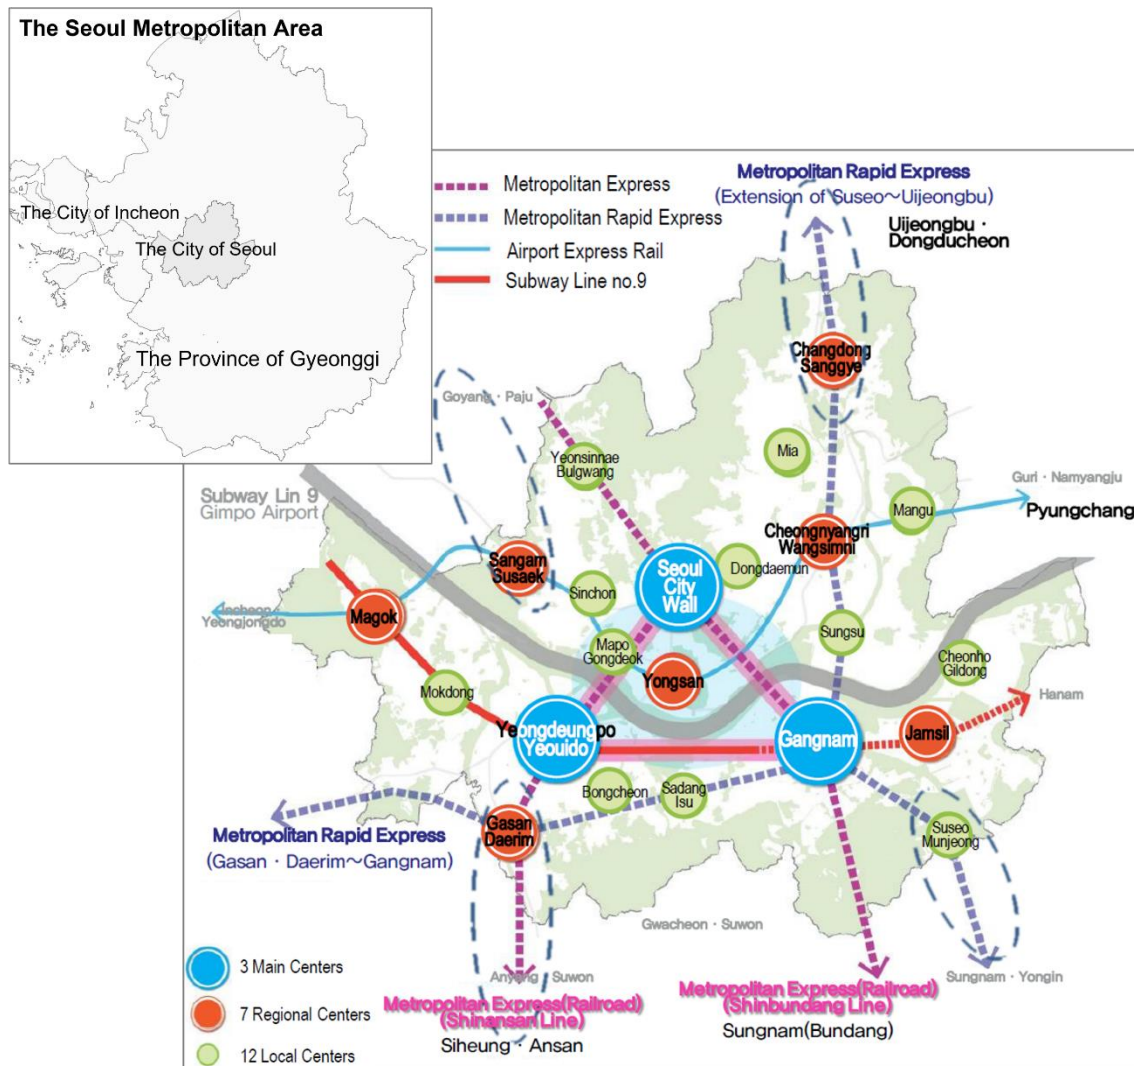 The Seoul Metropolitan Area
The City of Incheon
The City of Seoul
The Province of Gyeonggi
Metropolitan Express
Metropolitan Rapid Express
Airport Express Rail
Subway Line no.9
Metropolitan Rapid Express
(Extension of Suseo~Uijeongbu)
Uijeongbu ·
Dongducheon
Changdong
Sanggye
Goyang · Paju
Yeonsinnae
Bulgwang
Mia
Guri · Namyangju
Pyungchang
Mangu
Subway Lin 9
Gimpo Airport
Cheongnyangri
Wangsimni
Sangam
Susaek
Seoul
City
Wall
Dongdaemun
Sinchon
Incheon ·
Yeongjongdo
Magok
Mapo
Gongdeok
Sungsu
Cheonho
Gildong
Yongsan
Mokdong
Hanam
Yeongdeungpo
Yeouido
Gangnam
Jamsil
Bongcheon
Sadang
Isu
Gasan
Daerim
Suseo
Munjeong
Metropolitan Rapid Express
(Gasan · Daerim~Gangnam)
Gwacheon · Suwon
Anyang · Suwon
Sungnam · Yongin
Metropolitan Express(Railroad)
(Shinansan Line)
Siheung · Ansan
Metropolitan Express(Railroad)
(Shinbundang Line)
Sungnam(Bundang)
3 Main Centers
7 Regional Centers
12 Local Centers